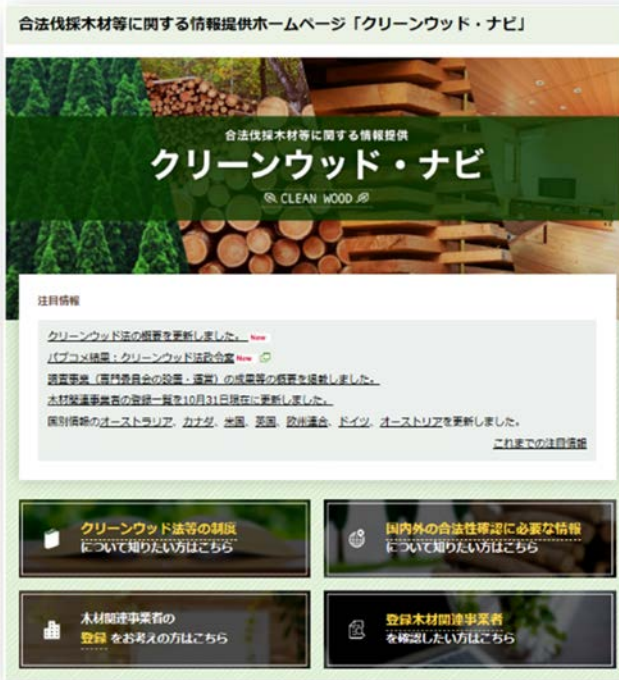 合法伐採木材等に関する情報提供ホームページ「クリーンウッド・ナビ」
合法伐採木材等に関する情報提供
クリーンウッド・ナビ
CLEAN WOOD
注目情報
クリーンウッド法の概要を更新しました。 New
パブコメ結果：クリーンウッド法政令案 New
調査事業（専門委員会の設置・運営）の成果等の概要を掲載しました。
木材関連事業者の登録一覧を10月31日現在に更新しました。
国別情報のオーストラリア、カナダ、米国、英国、欧州連合、ドイツ、オーストリアを更新しました。
これまでの注目情報
クリーンウッド法等の制度
について知りたい方はこちら
国内外の合法性確認に必要な情報
について知りたい方はこちら
木材関連事業者の
登録 をお考えの方はこちら
登録木材関連事業者
を確認したい方はこちら